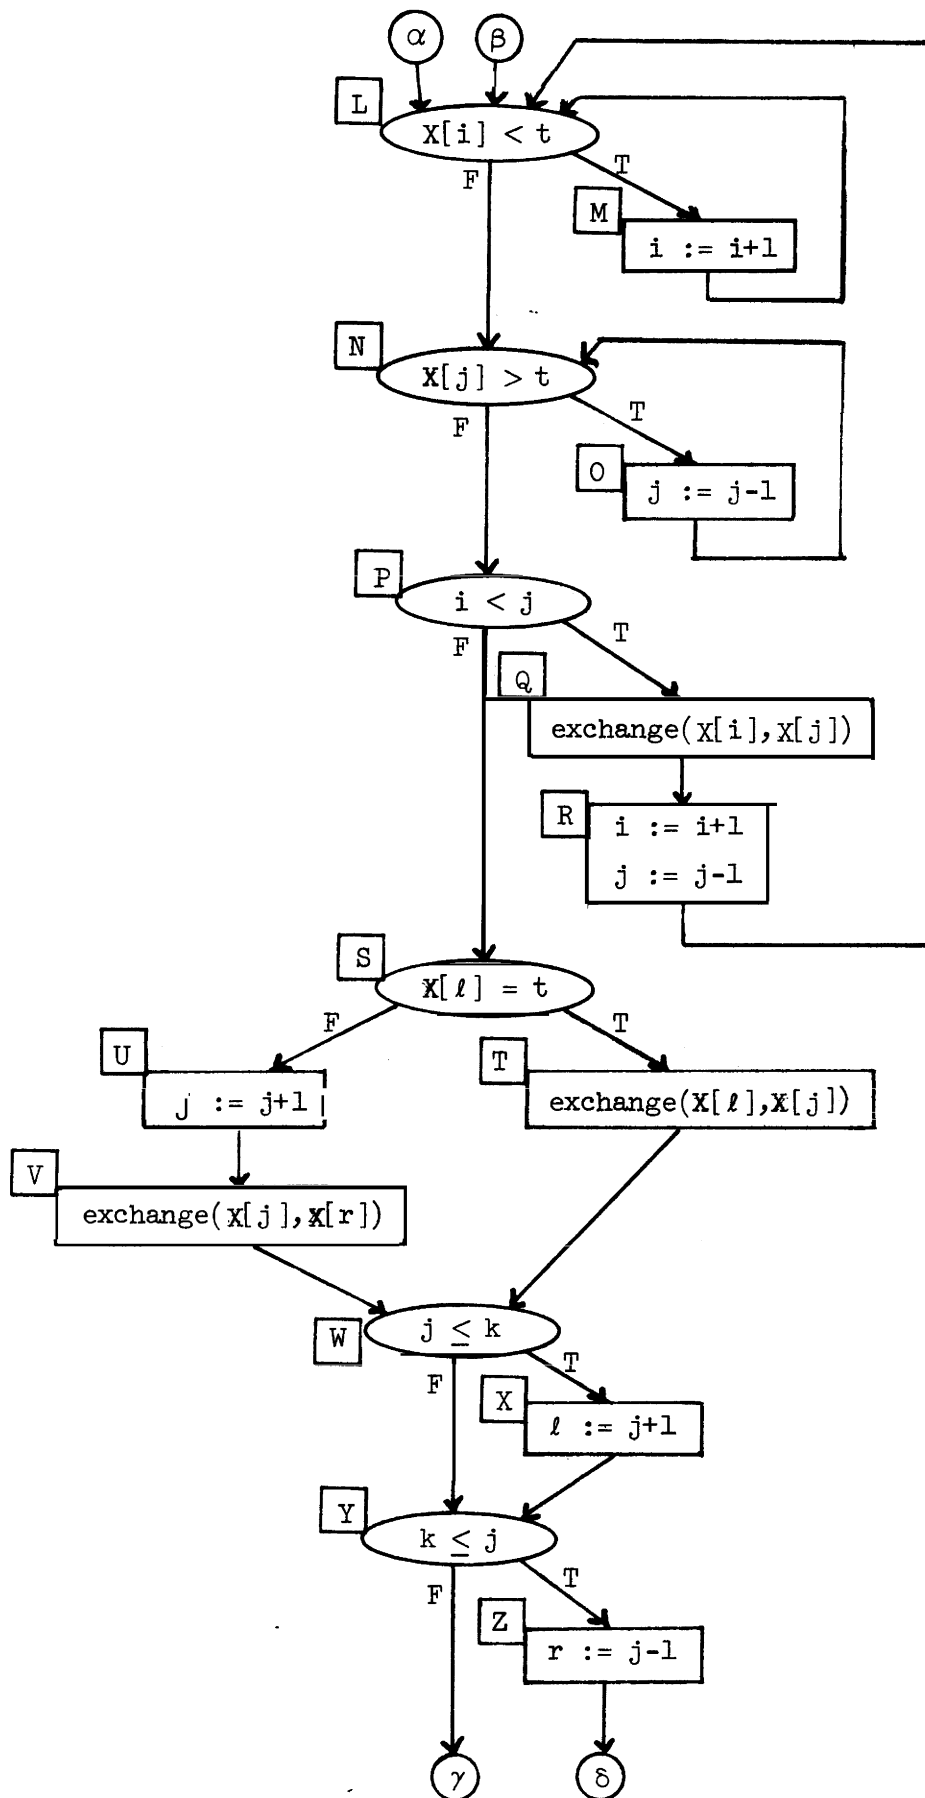 α β
L
X[i] < t
F T
M
i := i+1
N
X[j] > t
F T
O
j := j-1
P
i < j
F T
Q
exchange(X[i],X[j])
R
i := i+1
j := j-1
S
X[ℓ] = t
F T
U
j := j+1
T
exchange(X[ℓ],X[j])
V
exchange(X[j],X[r])
W
j ≤ k
F T
X
ℓ := j+1
Y
k ≤ j
F T
Z
r := j-1
γ δ